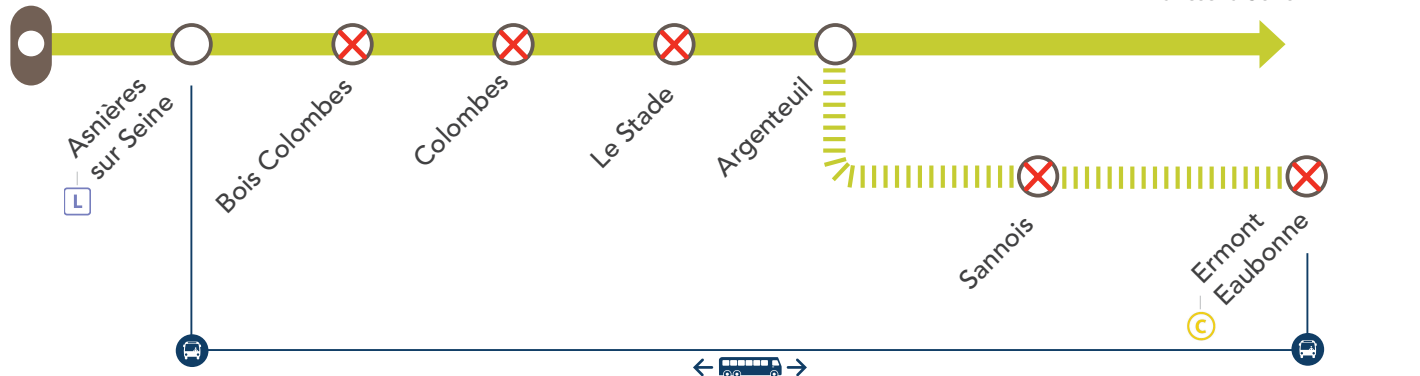 Asnières
sur Seine
L
Bois Colombes
Colombes
Le Stade
Argenteuil
Sannois
Ermont
Eaubonne
C